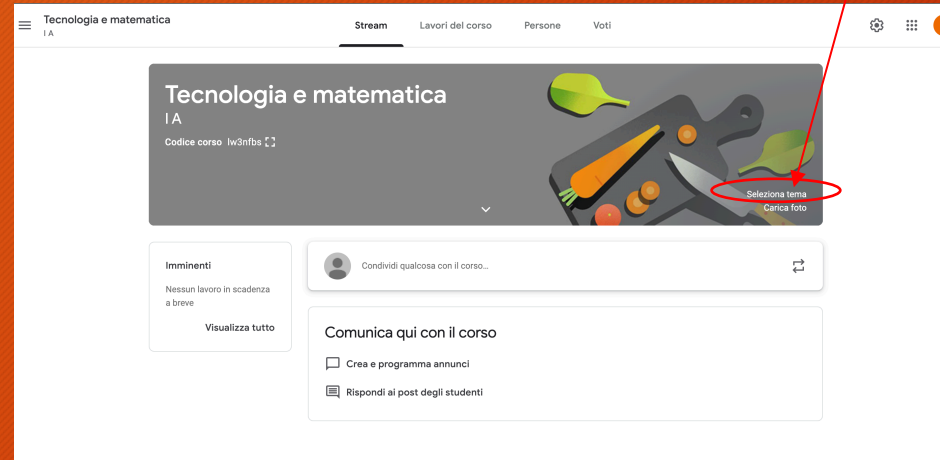 Tecnologia e matematica
I A
Stream
Lavori del corso
Persone
Voti
Tecnologia e matematica
I A
Codice corso lw3nfbs
Seleziona tema
Carica foto
Imminenti
Nessun lavoro in scadenza
a breve
Visualizza tutto
Condividi qualcosa con il corso...
Comunica qui con il corso
Crea e programma annunci
Rispondi ai post degli studenti